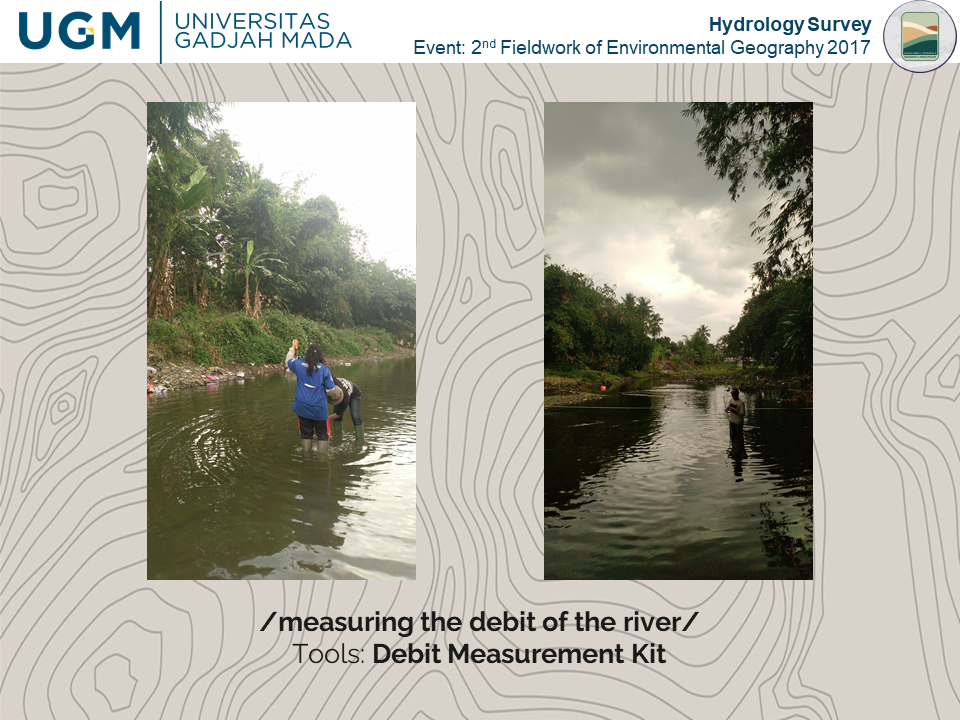 UGM
UNIVERSITAS
GADJAH MADA
Hydrology Survey
Event: 2nd Fieldwork of Environmental Geography 2017
/measuring the debit of the river/
Tools: Debit Measurement Kit